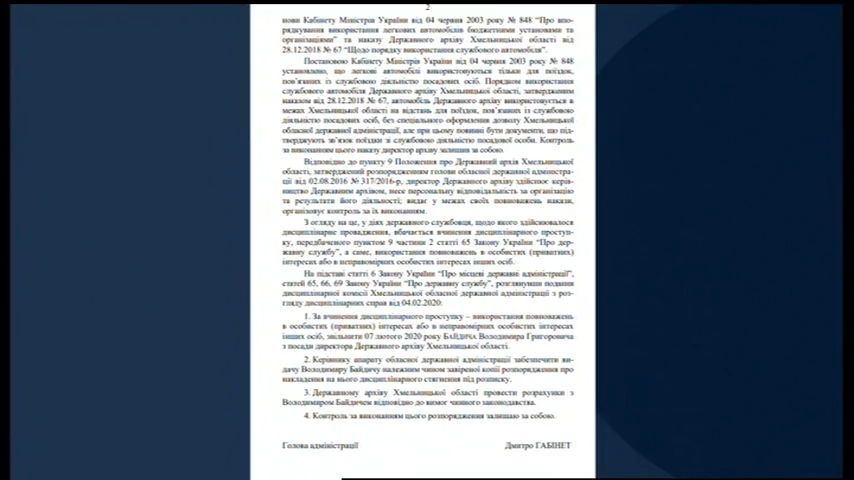 2
нови Кабінету Міністрів України від 04 червня 2003 року № 848 “Про впо-
рядкування використання легкових автомобілів бюджетними установами та
організаціями” та наказу Державного архіву Хмельницької області від
28.12.2018 № 67 “Щодо порядку використання службового автомобіля”.
Постановою Кабінету Міністрів України від 04 червня 2003 року № 848
установлено, що легкові автомобілі використовуються тільки для поїздок,
пов’язаних із службовою діяльністю посадових осіб. Порядком використання
службового автомобіля Державного архіву Хмельницької області, затвердженим
наказом від 28.12.2018 № 67, автомобіль Державного архіву використовується в
межах Хмельницької області на відстань для поїздок, пов’язаних із службовою
діяльністю посадових осіб, без спеціального оформлення дозволу Хмельницької
обласної державної адміністрації, але при цьому повинні бути документи, що під-
тверджують зв’язок поїздки зі службовою діяльністю посадової особи. Контроль
за виконанням цього наказу директор архіву залишив за собою.
Відповідно до пункту 9 Положення про Державний архів Хмельницької
області, затверджений розпорядженням голови обласної державної адміністра-
ції від 02.08.2016 № 317/2016-р, директор Державного архіву здійснює керів-
ництво Державним архівом, несе персональну відповідальність за організацію
та результати його діяльності; видає у межах своїх повноважень накази,
організовує контроль за їх виконанням.
З огляду на це, у діях державного службовця, щодо якого здійснювалося
дисциплінарне провадження, вбачається вчинення дисциплінарного проступ-
ку, передбаченого пунктом 9 частини 2 статті 65 Закону України “Про дер-
жавну службу”, а саме, використання повноважень в особистих (приватних)
інтересах або в неправомірних особистих інтересах інших осіб.
На підставі статті 6 Закону України “Про місцеві державні адміністрації”,
статей 65, 66, 69 Закону України “Про державну службу”, розглянувши подання
дисциплінарної комісії Хмельницької обласної державної адміністрації з роз-
гляду дисциплінарних справ від 04.02.2020:
1. За вчинення дисциплінарного проступку – використання повноважень
в особистих (приватних) інтересах або в неправомірних особистих інтересах
інших осіб, звільнити 07 лютого 2020 року БАЙДИЧА Володимира Григоровича
з посади директора Державного архіву Хмельницької області.
2. Керівнику апарату обласної державної адміністрації забезпечити ви-
дачу Володимиру Байдичу належним чином завіреної копії розпорядження про
накладення на нього дисциплінарного стягнення під розписку.
3. Державному архіву Хмельницької області провести розрахунки з
Володимиром Байдичем відповідно до вимог чинного законодавства.
4. Контроль за виконанням цього розпорядження залишаю за собою.
Голова адміністрації Дмитро ГАБІНЕТ